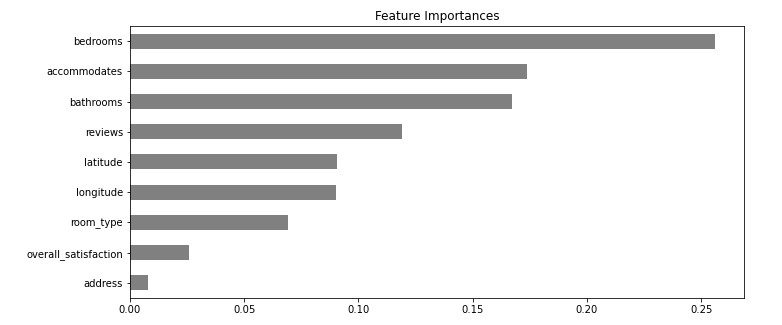 Feature Importances
bedrooms
accommodates
bathrooms
reviews
latitude
longitude
room_type
overall_satisfaction
address
0.00 0.05 0.10 0.15 0.20 0.25